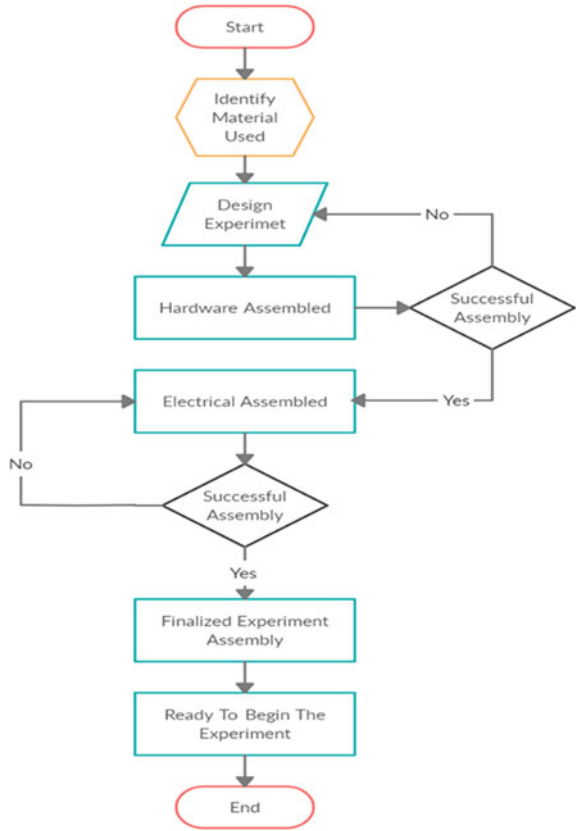 Start
Identify
Material
Used
Design
Experimet
No
Hardware Assembled
Successful
Assembly
Electrical Assembled
Yes
No
Successful
Assembly
Yes
Finalized Experiment
Assembly
Ready To Begin The
Experiment
End